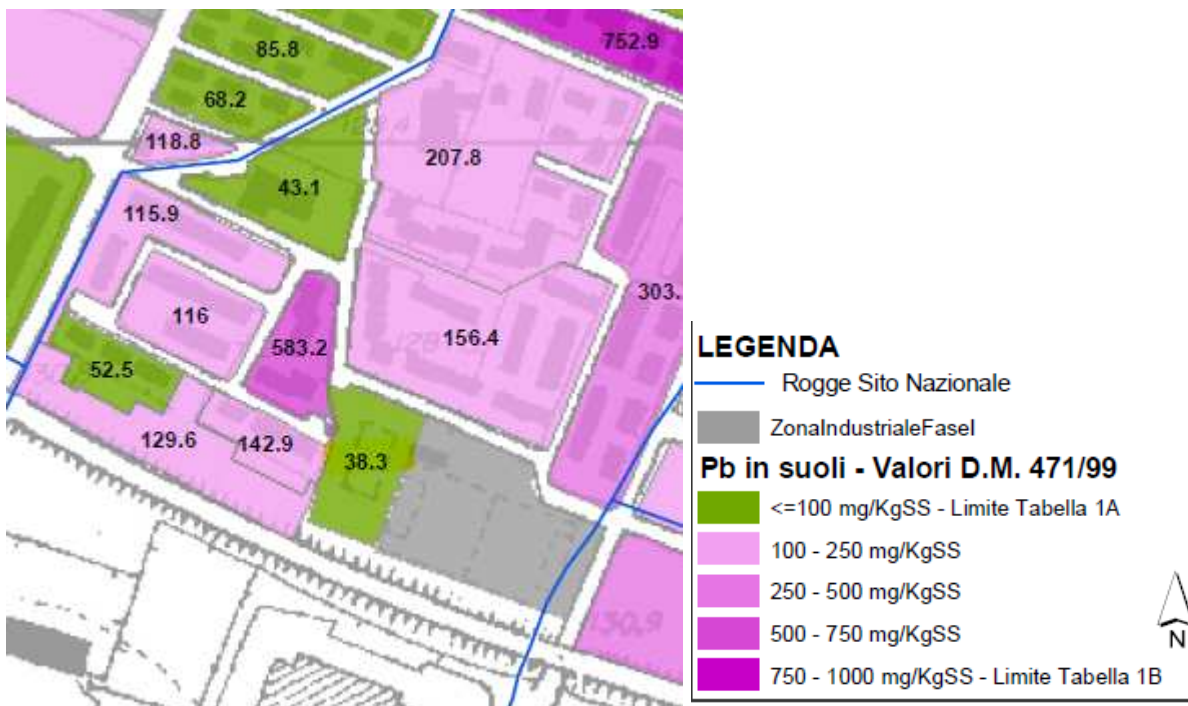 752.9
85.8
68.2
118.8
207.8
43.1
115.9
303.
116
156.4
583.2
52.5
129.6
142.9
38.3
LEGENDA
Rogge Sito Nazionale
ZonaIndustrialeFaseI
Pb in suoli - Valori D.M. 471/99
<=100 mg/KgSS - Limite Tabella 1A
100 - 250 mg/KgSS
250 - 500 mg/KgSS
500 - 750 mg/KgSS
750 - 1000 mg/KgSS - Limite Tabella 1B
N